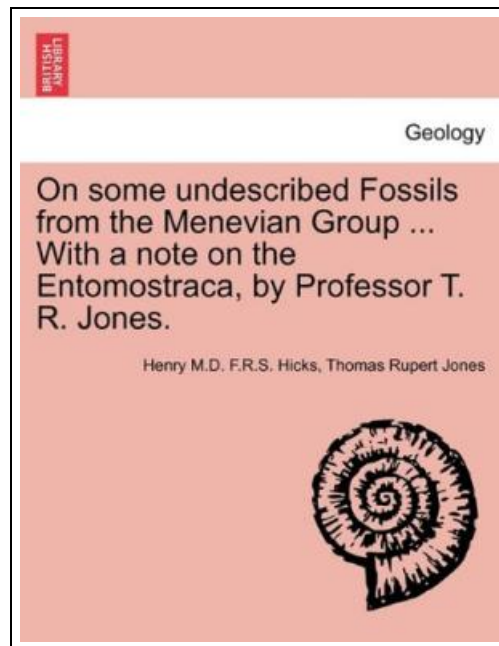 BRITISH
LIBRARY
Geology
On some undescribed Fossils
from the Menevian Group ...
With a note on the
Entomostraca, by Professor T.
R. Jones.
Henry M.D. F.R.S. Hicks, Thomas Rupert Jones